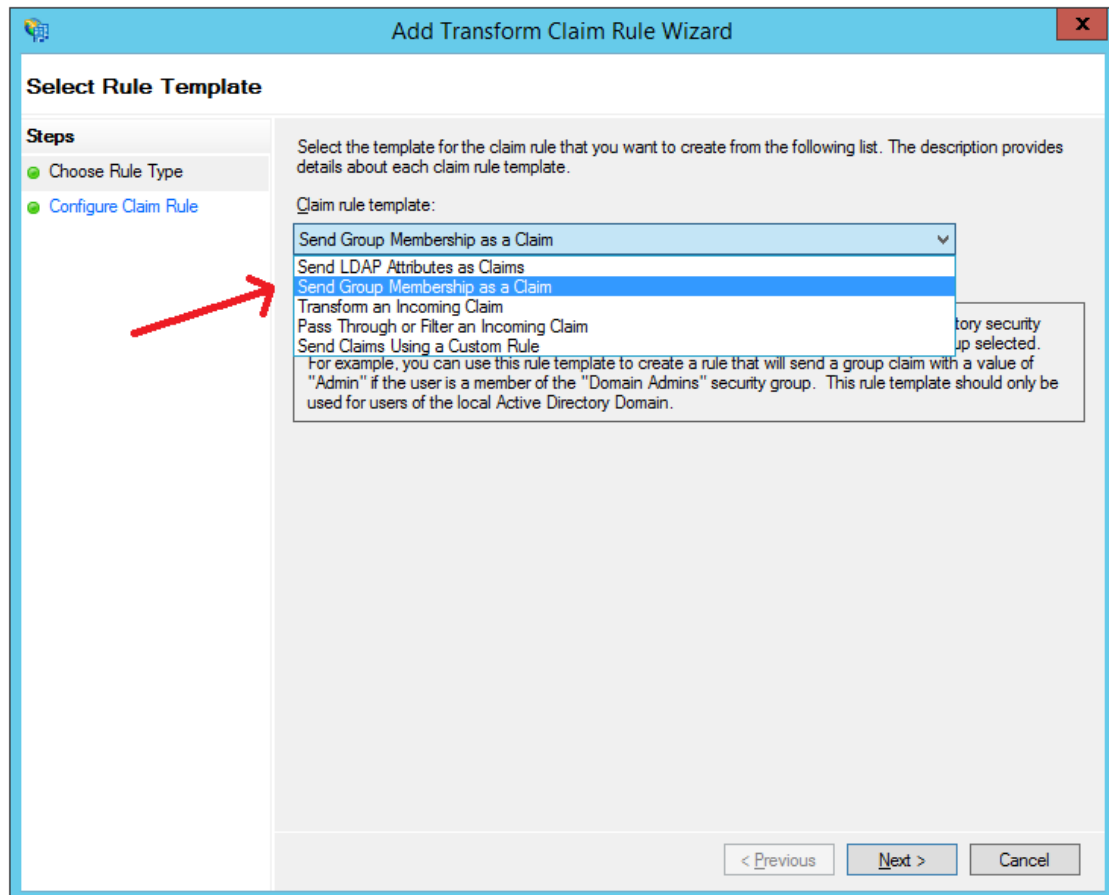 Add Transform Claim Rule Wizard
x
Select Rule Template
Steps
Choose Rule Type
Configure Claim Rule
Select the template for the claim rule that you want to create from the following list. The description provides
details about each claim rule template.
Claim rule template:
Send Group Membership as a Claim
Send LDAP Attributes as Claims
Send Group Membership as a Claim
Transform an Incoming Claim
Pass Through or Filter an Incoming Claim
Send Claims Using a Custom Rule
tory security
up selected.
For example, you can use this rule template to create a rule that will send a group claim with a value of
"Admin" if the user is a member of the "Domain Admins" security group. This rule template should only be
used for users of the local Active Directory Domain.
< Previous
Next >
Cancel